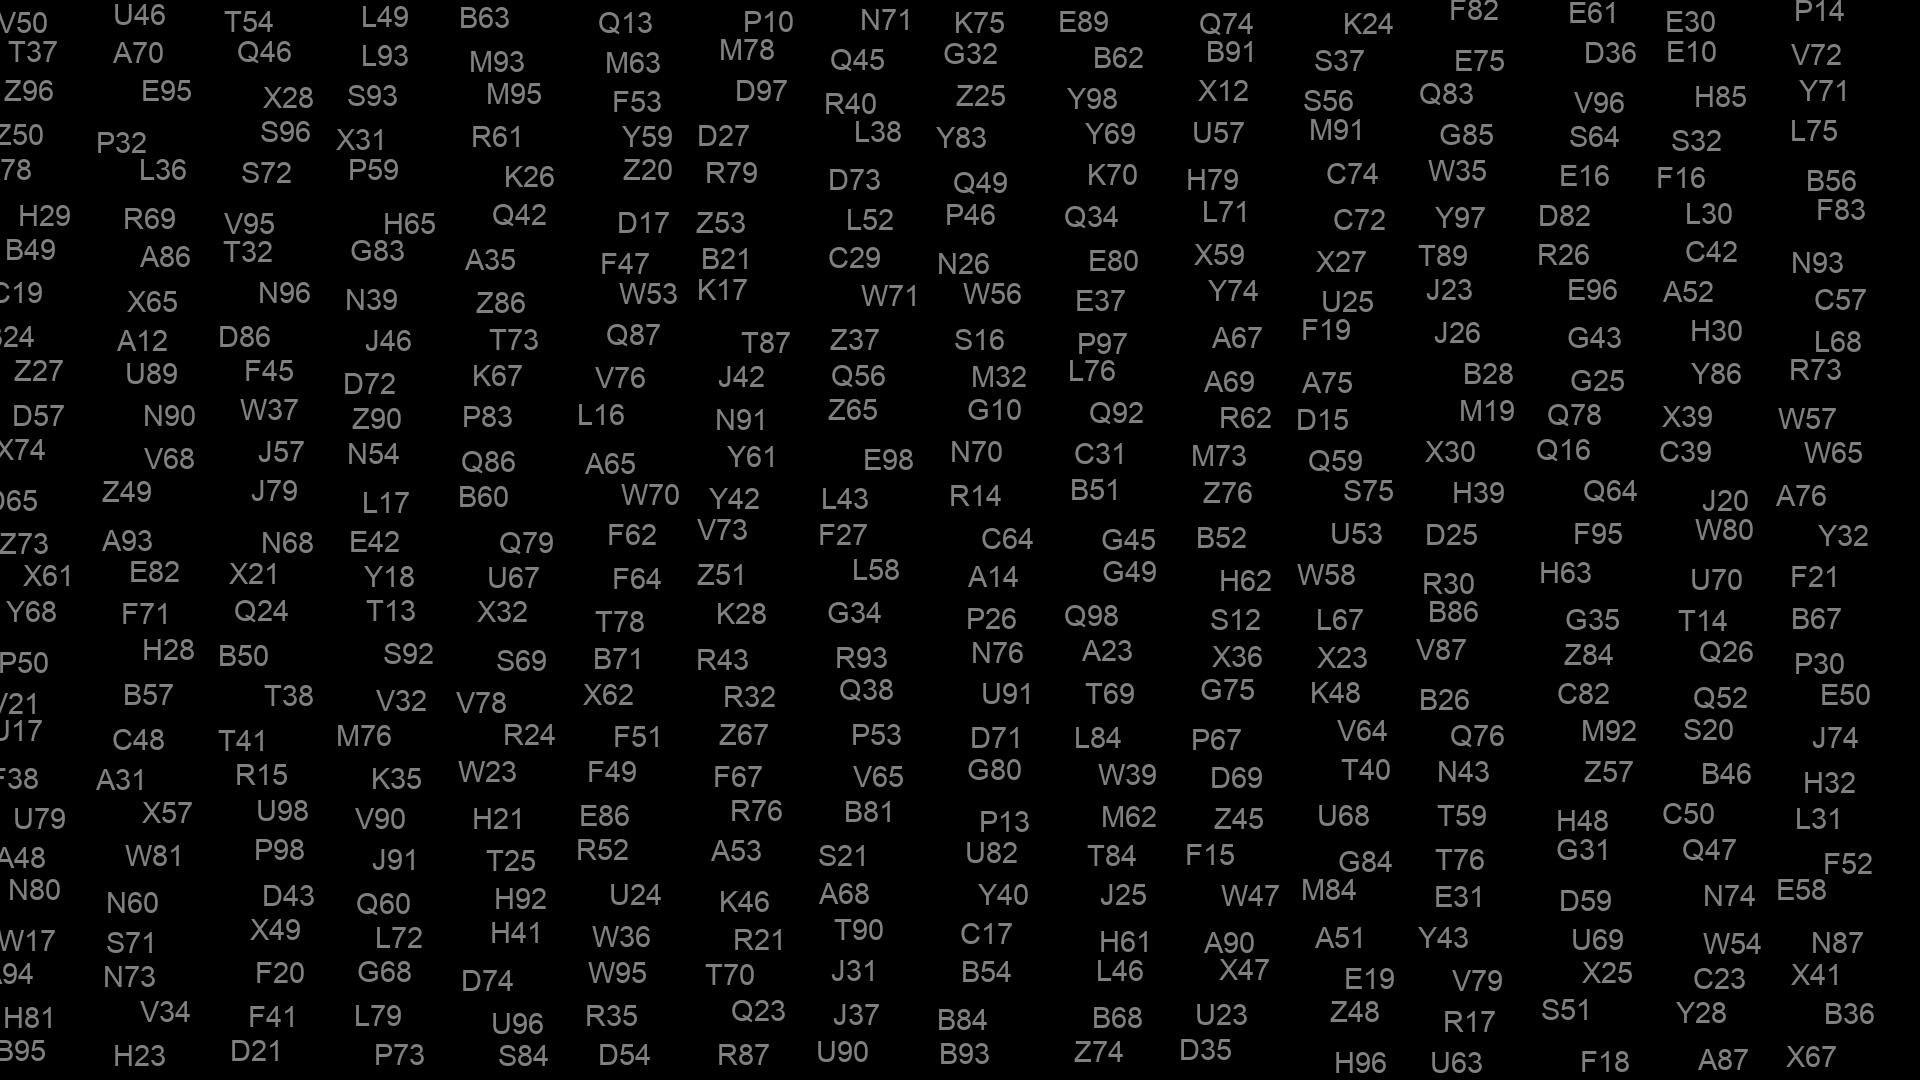 V50 U46 T54 L49 B63 Q13 P10 N71 K75 E89 Q74 K24 F82 E61 E30 P14
T37 A70 Q46 L93 M93 M63 M78 Q45 G32 B62 B91 S37 E75 D36 E10 V72
Z96 E95 X28 S93 M95 F53 D97 R40 Z25 Y98 X12 S56 Q83 V96 H85 Y71
Z50 P32 S96 X31 R61 Y59 D27 L38 Y83 Y69 U57 M91 G85 S64 S32 L75
78 L36 S72 P59 K26 Z20 R79 D73 Q49 K70 H79 C74 W35 E16 F16 B56
H29 R69 V95 H65 Q42 D17 Z53 L52 P46 Q34 L71 C72 Y97 D82 L30 F83
B49 A86 T32 G83 A35 F47 B21 C29 N26 E80 X59 X27 T89 R26 C42 N93
C19 X65 N96 N39 Z86 W53 K17 W71 W56 E37 Y74 U25 J23 E96 A52 C57
24 A12 D86 J46 T73 Q87 T87 Z37 S16 P97 A67 F19 J26 G43 H30 L68
Z27 U89 F45 D72 K67 V76 J42 Q56 M32 L76 A69 A75 B28 G25 Y86 R73
D57 N90 W37 Z90 P83 L16 N91 Z65 G10 Q92 R62 D15 M19 Q78 X39 W57
X74 V68 J57 N54 Q86 A65 Y61 E98 N70 C31 M73 Q59 X30 Q16 C39 W65
65 Z49 J79 L17 B60 W70 Y42 L43 R14 B51 Z76 S75 H39 Q64 J20 A76
Z73 A93 N68 E42 Q79 F62 V73 F27 C64 G45 B52 U53 D25 F95 W80 Y32
X61 E82 X21 Y18 U67 F64 Z51 L58 A14 G49 H62 W58 R30 H63 U70 F21
Y68 F71 Q24 T13 X32 T78 K28 G34 P26 Q98 S12 L67 B86 G35 T14 B67
P50 H28 B50 S92 S69 B71 R43 R93 N76 A23 X36 X23 V87 Z84 Q26 P30
V21 B57 T38 V32 V78 X62 R32 Q38 U91 T69 G75 K48 B26 C82 Q52 E50
U17 C48 T41 M76 R24 F51 Z67 P53 D71 L84 P67 V64 Q76 M92 S20 J74
F38 A31 R15 K35 W23 F49 F67 V65 G80 W39 D69 T40 N43 Z57 B46 H32
U79 X57 U98 V90 H21 E86 R76 B81 P13 M62 Z45 U68 T59 H48 C50 L31
A48 W81 P98 J91 T25 R52 A53 S21 U82 T84 F15 G84 T76 G31 Q47 F52
N80 N60 D43 Q60 H92 U24 K46 A68 Y40 J25 W47 M84 E31 D59 N74 E58
W17 S71 X49 L72 H41 W36 R21 T90 C17 H61 A90 A51 Y43 U69 W54 N87
94 N73 F20 G68 D74 W95 T70 J31 B54 L46 X47 E19 V79 X25 C23 X41
H81 V34 F41 L79 U96 R35 Q23 J37 B84 B68 U23 Z48 R17 S51 Y28 B36
B95 H23 D21 P73 S84 D54 R87 U90 B93 Z74 D35 H96 U63 F18 A87 X67